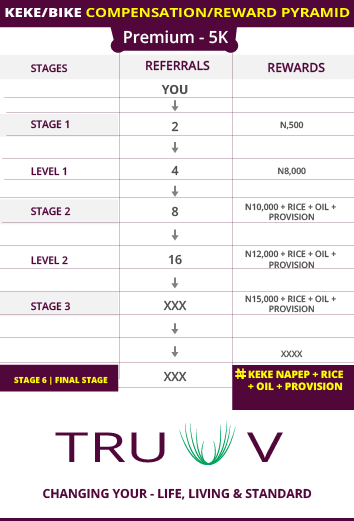 KEKE/BIKE COMPENSATION/REWARD PYRAMID
Premium - 5K
STAGES REFERRALS REWARDS
YOU
STAGE 1 2 N,500
LEVEL 1 4 N8,000
STAGE 2 8 N10,000 + RICE + OIL +
PROVISION
LEVEL 2 16 N12,000 + RICE + OIL +
PROVISION
STAGE 3 XXX N15,000 + RICE + OIL +
PROVISION
XXXX
STAGE 6 | FINAL STAGE XXX # KEKE NAPEP + RICE
+ OIL + PROVISION
TRU V
CHANGING YOUR - LIFE, LIVING & STANDARD